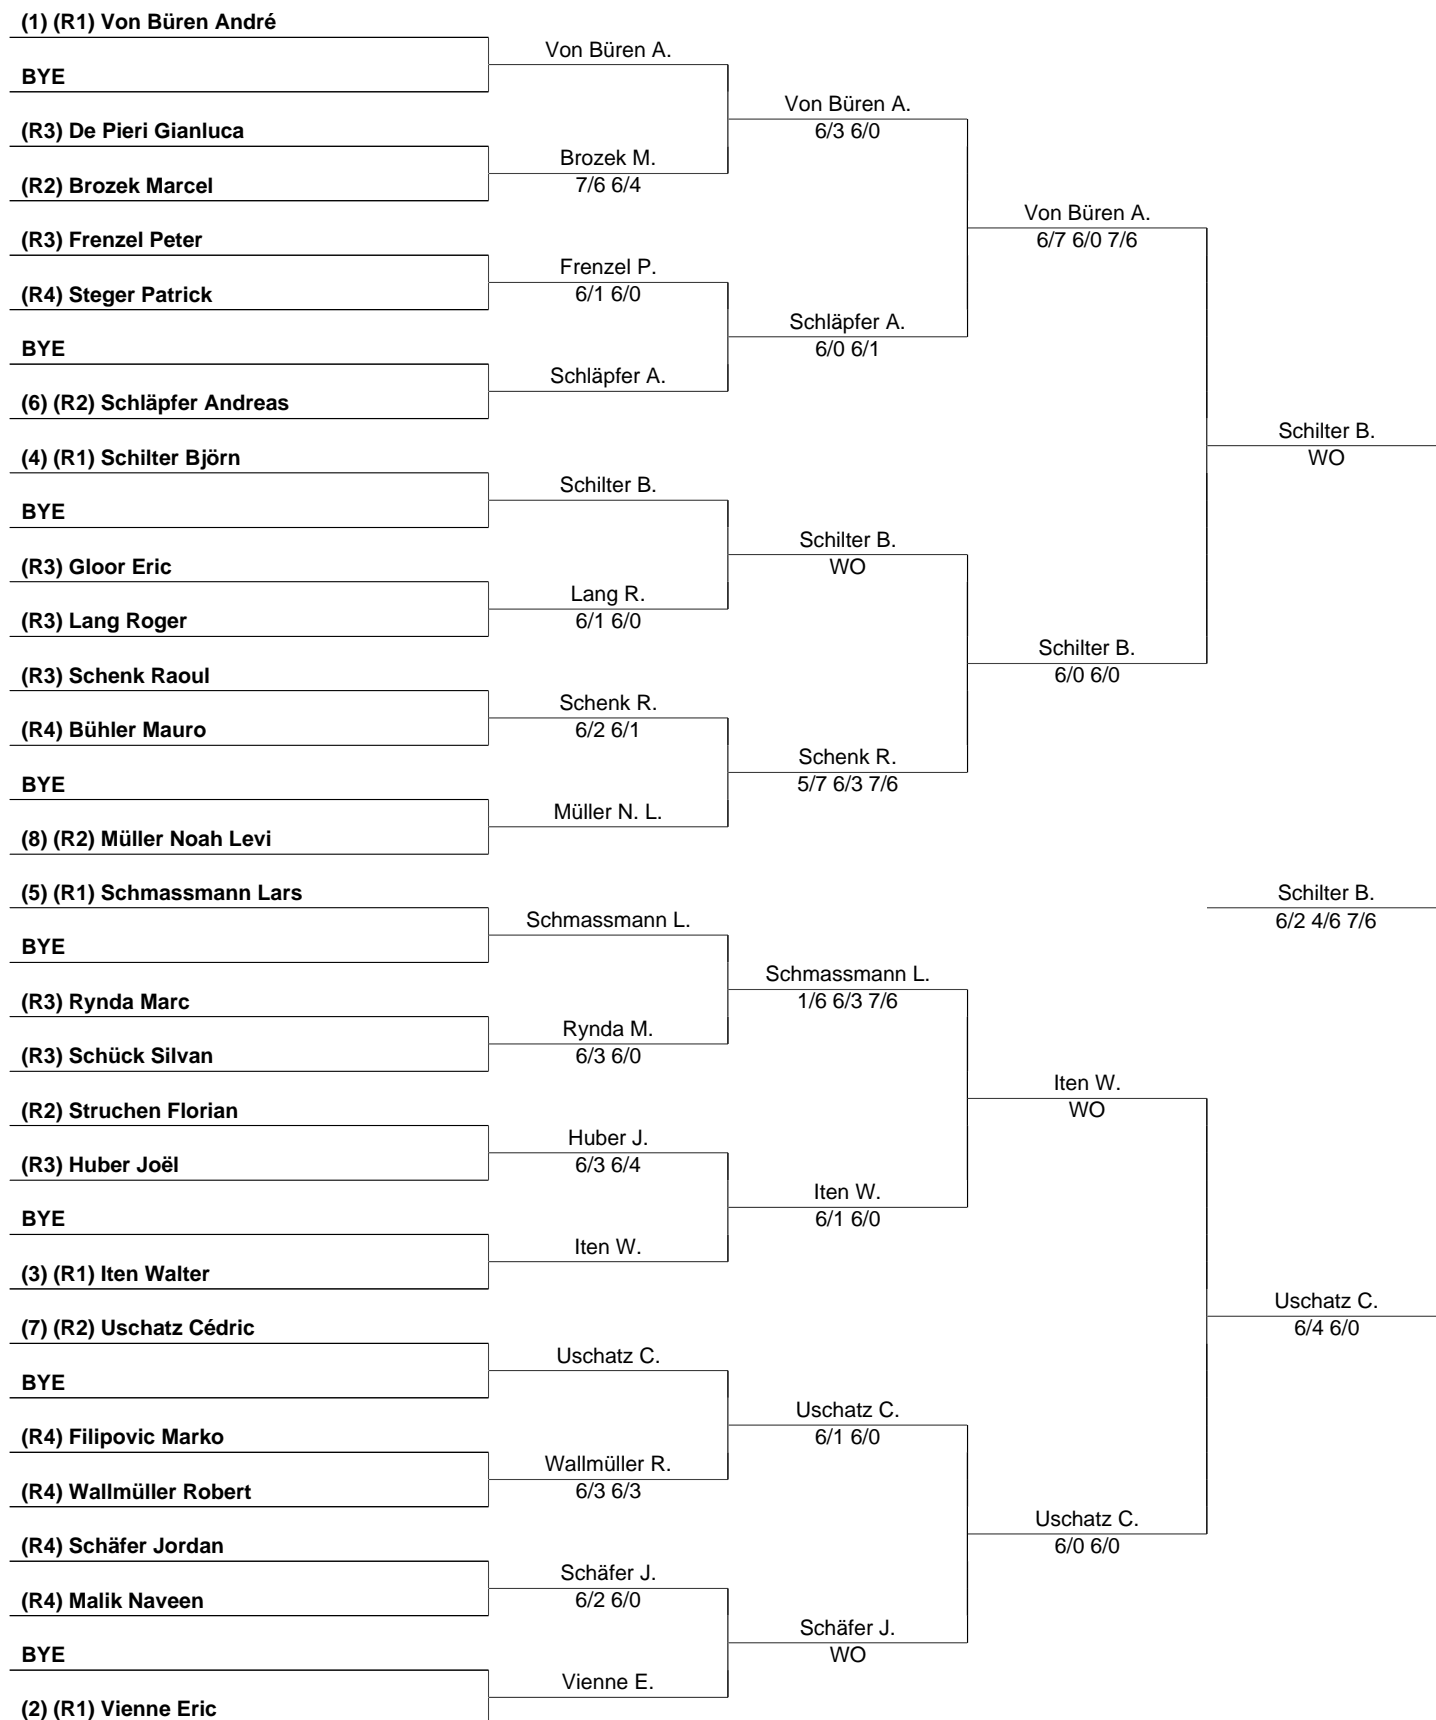 (1) (R1) Von Büren André
Von Büren A.
BYE
Von Büren A.
6/3 6/0
(R3) De Pieri Gianluca
Brozek M.
7/6 6/4
(R2) Brozek Marcel
Von Büren A.
6/7 6/0 7/6
(R3) Frenzel Peter
Frenzel P.
6/1 6/0
(R4) Steger Patrick
Schläpfer A.
6/0 6/1
BYE
Schläpfer A.
(6) (R2) Schläpfer Andreas
Schilter B.
WO
(4) (R1) Schilter Björn
Schilter B.
BYE
Schilter B.
WO
(R3) Gloor Eric
Lang R.
6/1 6/0
(R3) Lang Roger
Schilter B.
6/0 6/0
(R3) Schenk Raoul
Schenk R.
6/2 6/1
(R4) Bühler Mauro
Schenk R.
5/7 6/3 7/6
BYE
Müller N. L.
(8) (R2) Müller Noah Levi
(5) (R1) Schmassmann Lars
Schilter B.
6/2 4/6 7/6
Schmassmann L.
BYE
Schmassmann L.
1/6 6/3 7/6
(R3) Rynda Marc
Rynda M.
6/3 6/0
(R3) Schück Silvan
Iten W.
WO
(R2) Struchen Florian
Huber J.
6/3 6/4
(R3) Huber Joël
Iten W.
6/1 6/0
BYE
Iten W.
(3) (R1) Iten Walter
Uschatz C.
6/4 6/0
(7) (R2) Uschatz Cédric
Uschatz C.
BYE
Uschatz C.
6/1 6/0
(R4) Filipovic Marko
Wallmüller R.
6/3 6/3
(R4) Wallmüller Robert
Uschatz C.
6/0 6/0
(R4) Schäfer Jordan
Schäfer J.
6/2 6/0
(R4) Malik Naveen
Schäfer J.
WO
BYE
Vienne E.
(2) (R1) Vienne Eric